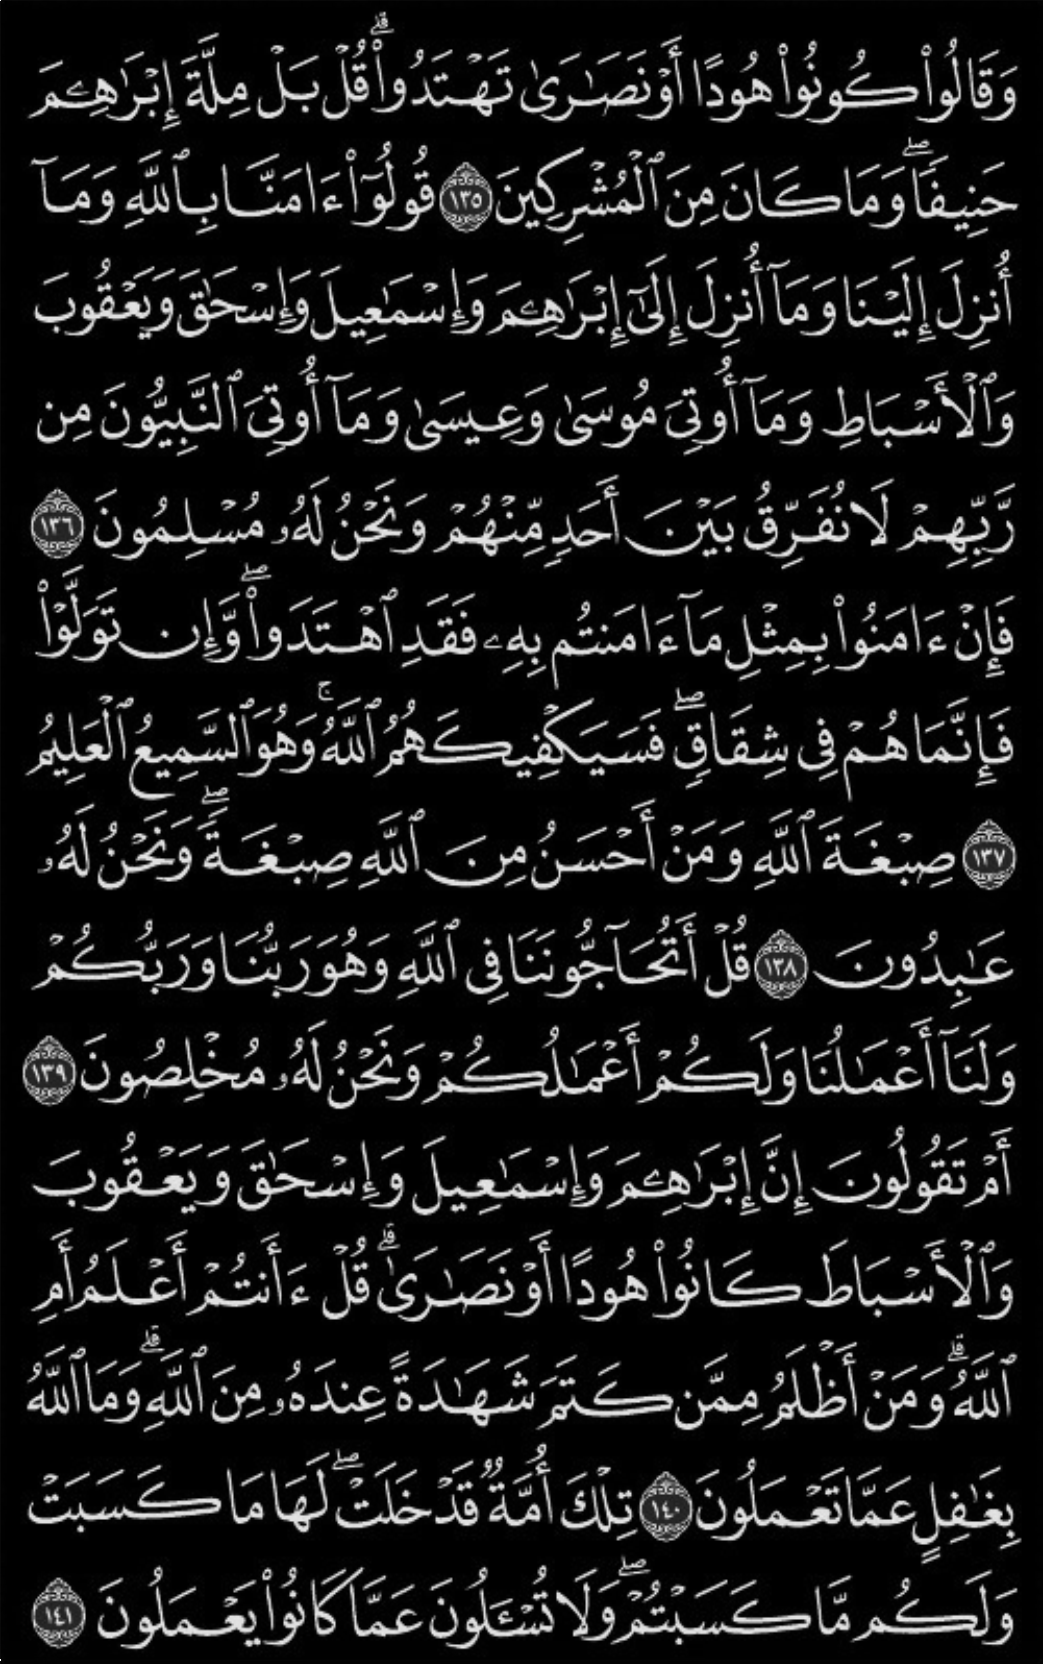 وَقَالُوا۟ كُونُوا۟ هُودًا أَوْ نَصَـٰرَىٰ تَهْتَدُوا۟ ۗ قُلْ بَلْ مِلَّةَ إِبْرَٰهِـۧمَ
حَنِيفًا ۖ وَمَا كَانَ مِنَ ٱلْمُشْرِكِينَ ١٣٥ قُولُوٓا۟ ءَامَنَّا بِٱللَّهِ وَمَآ
أُنزِلَ إِلَيْنَا وَمَآ أُنزِلَ إِلَىٰٓ إِبْرَٰهِـۧمَ وَإِسْمَـٰعِيلَ وَإِسْحَـٰقَ وَيَعْقُوبَ
وَٱلْأَسْبَاطِ وَمَآ أُوتِىَ مُوسَىٰ وَعِيسَىٰ وَمَآ أُوتِىَ ٱلنَّبِيُّونَ مِن
رَّبِّهِمْ لَا نُفَرِّقُ بَيْنَ أَحَدٍ مِّنْهُمْ وَنَحْنُ لَهُۥ مُسْلِمُونَ ١٣٦
فَإِنْ ءَامَنُوا۟ بِمِثْلِ مَآ ءَامَنتُم بِهِۦ فَقَدِ ٱهْتَدَوا۟ ۖ وَّإِن تَوَلَّوْا۟
فَإِنَّمَا هُمْ فِى شِقَاقٍ ۖ فَسَيَكْفِيكَهُمُ ٱللَّهُ ۚ وَهُوَ ٱلسَّمِيعُ ٱلْعَلِيمُ
١٣٧ صِبْغَةَ ٱللَّهِ وَمَنْ أَحْسَنُ مِنَ ٱللَّهِ صِبْغَةً ۖ وَنَحْنُ لَهُۥ
عَـٰبِدُونَ ١٣٨ قُلْ أَتُحَآجُّونَنَا فِى ٱللَّهِ وَهُوَ رَبُّنَا وَرَبُّكُمْ
وَلَنَآ أَعْمَـٰلُنَا وَلَكُمْ أَعْمَـٰلُكُمْ وَنَحْنُ لَهُۥ مُخْلِصُونَ ١٣٩
أَمْ تَقُولُونَ إِنَّ إِبْرَٰهِـۧمَ وَإِسْمَـٰعِيلَ وَإِسْحَـٰقَ وَيَعْقُوبَ
وَٱلْأَسْبَاطَ كَانُوا۟ هُودًا أَوْ نَصَـٰرَىٰ ۗ قُلْ ءَأَنتُمْ أَعْلَمُ أَمِ
ٱللَّهُ ۗ وَمَنْ أَظْلَمُ مِمَّن كَتَمَ شَهَـٰدَةً عِندَهُۥ مِنَ ٱللَّهِ ۗ وَمَا ٱللَّهُ
بِغَـٰفِلٍ عَمَّا تَعْمَلُونَ ١٤٠ تِلْكَ أُمَّةٌ قَدْ خَلَتْ ۖ لَهَا مَا كَسَبَتْ
وَلَكُم مَّا كَسَبْتُمْ ۖ وَلَا تُسْـَٔلُونَ عَمَّا كَانُوا۟ يَعْمَلُونَ ١٤١